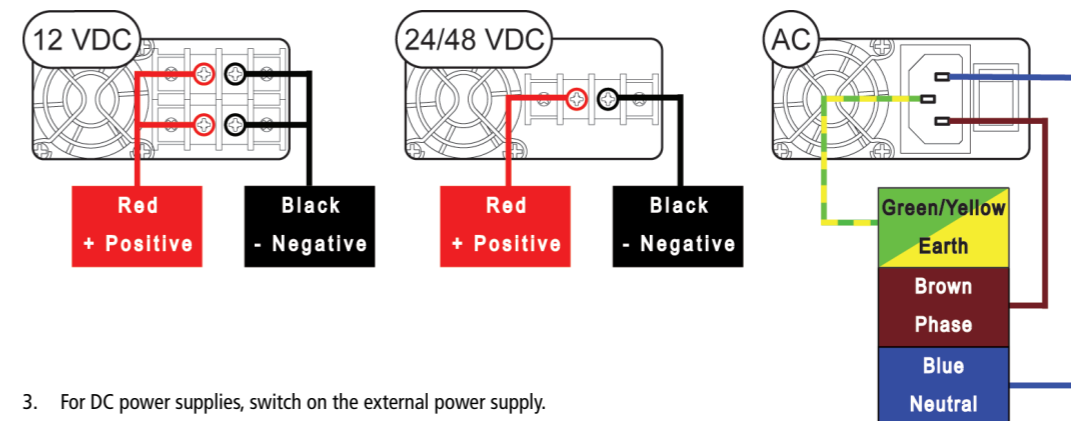 12 VDC
Red
+ Positive
Black
- Negative
24/48 VDC
Red
+ Positive
Black
- Negative
AC
Green/Yellow
Earth
Brown
Phase
Blue
Neutral
3. For DC power supplies, switch on the external power supply.